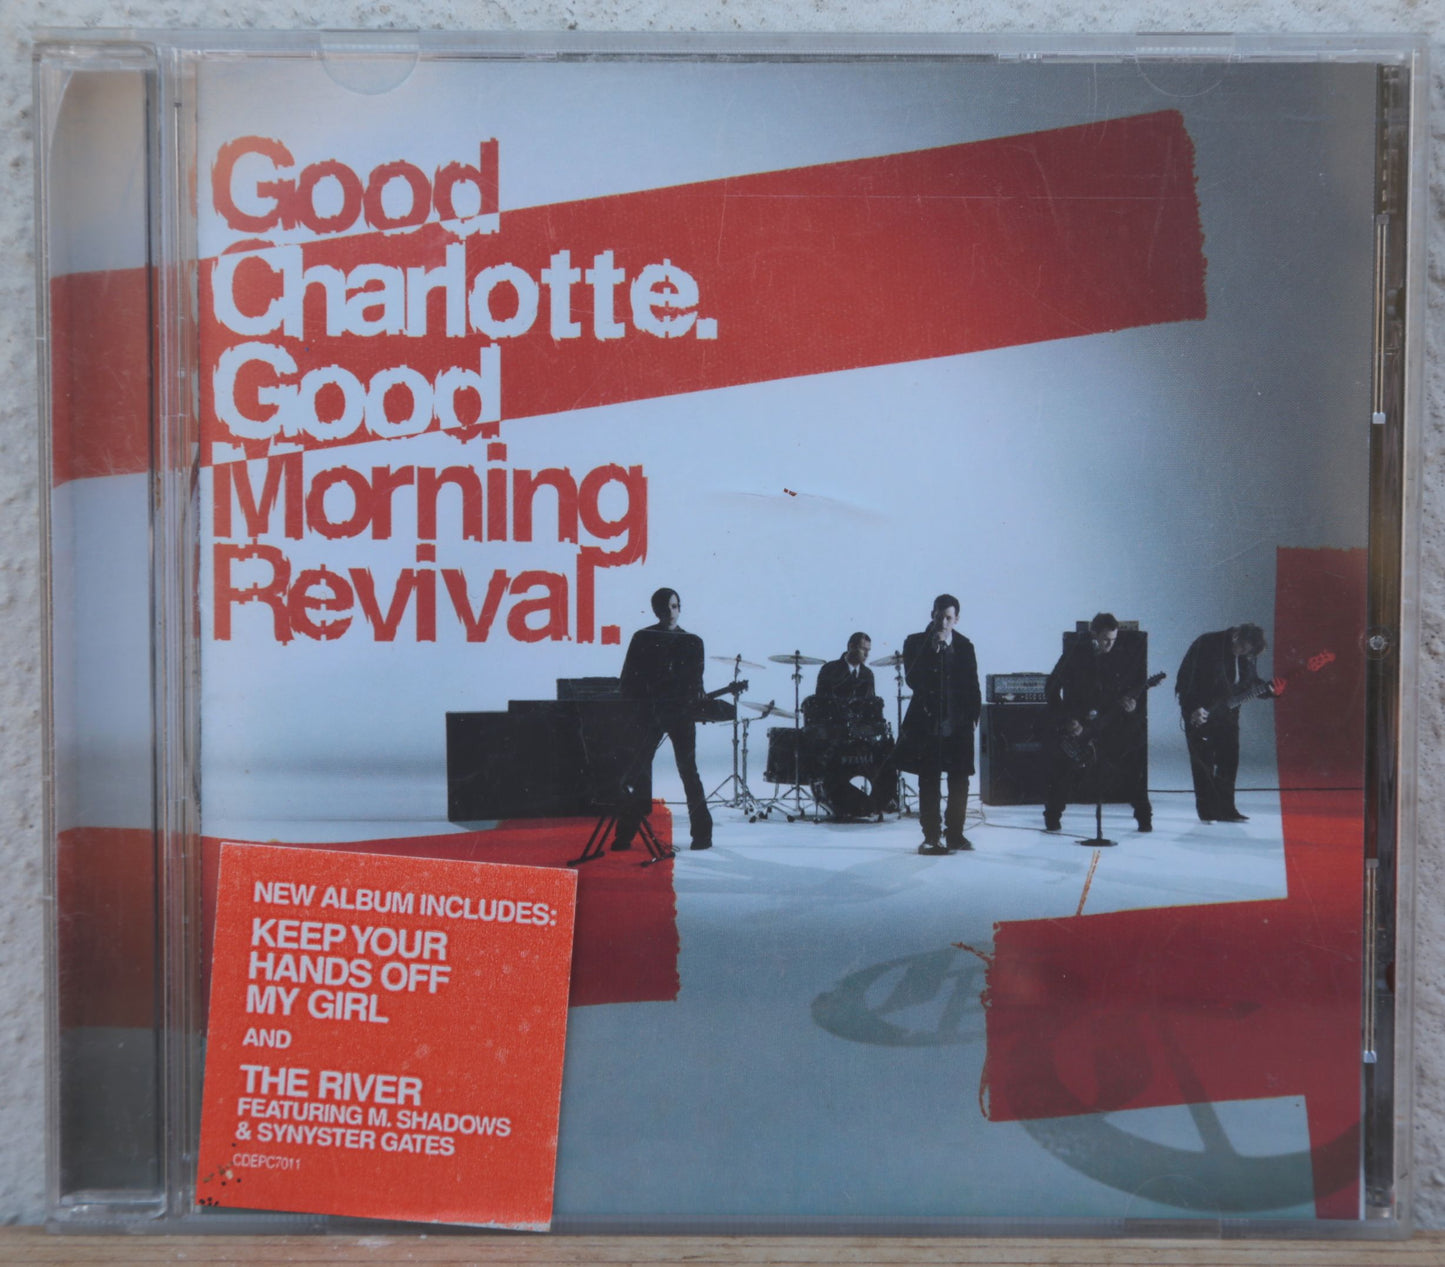 Good
Charlotte.
Good
Morning
Revival.
TAMA
NEW ALBUM INCLUDES:
KEEP YOUR
HANDS OFF
MY GIRL
AND
THE RIVER
FEATURING M. SHADOWS
& SYNYSTER GATES
CDEPC7011